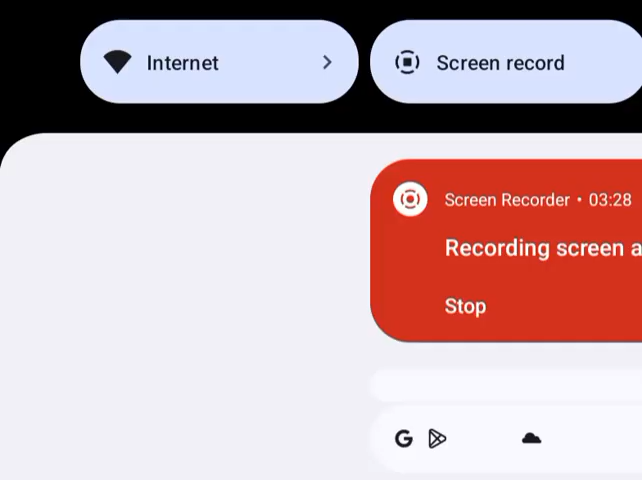 Internet
Screen record
Screen Recorder • 03:28
Recording screen a
Stop